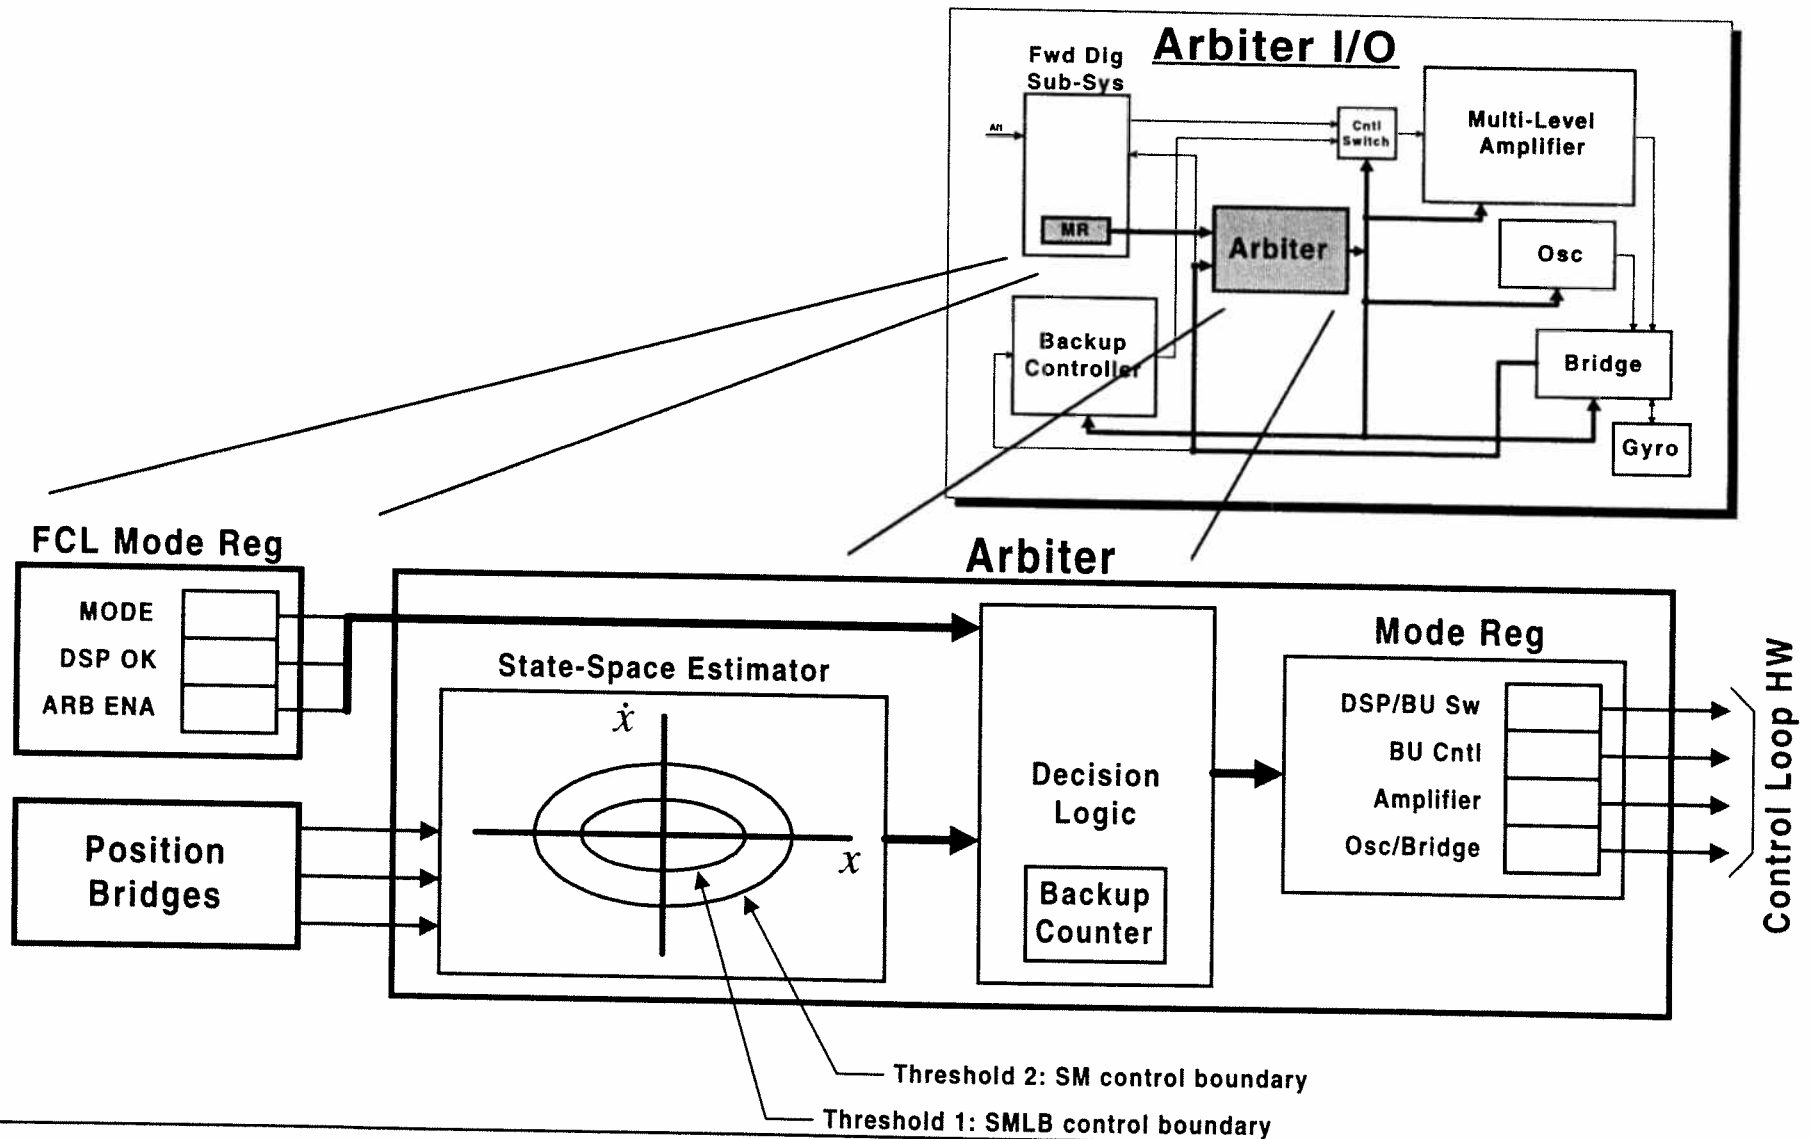 Arbiter I/O
Fwd Dig
Sub-Sys
Cntl
Switch
Multi-Level
Amplifier
MR
Arbiter
Osc
Backup
Controller
Bridge
Gyro
FCL Mode Reg
MODE
DSP OK
ARB ENA
Position
Bridges
Arbiter
State-Space Estimator
ẋ
x
Decision
Logic
Backup
Counter
Mode Reg
DSP/BU Sw
BU Cntl
Amplifier
Osc/Bridge
Control Loop HW
Threshold 2: SM control boundary
Threshold 1: SMLB control boundary